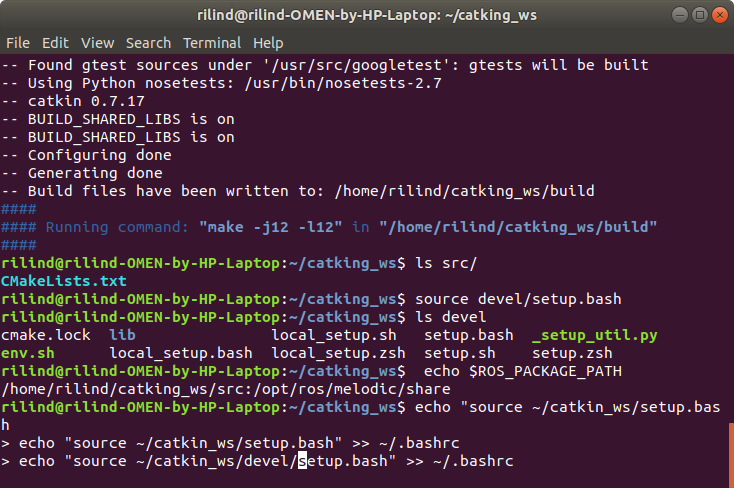 rilind@rilind-OMEN-by-HP-Laptop: ~/catking_ws
File Edit View Search Terminal Help
-- Found gtest sources under '/usr/src/googletest': gtests will be built
-- Using Python nosetests: /usr/bin/nosetests-2.7
-- catkin 0.7.17
-- BUILD_SHARED_LIBS is on
-- BUILD_SHARED_LIBS is on
-- Configuring done
-- Generating done
-- Build files have been written to: /home/rilind/catking_ws/build
####
#### Running command: "make -j12 -l12" in "/home/rilind/catking_ws/build"
####
rilind@rilind-OMEN-by-HP-Laptop:~/catking_ws$ ls src/
CMakeLists.txt
rilind@rilind-OMEN-by-HP-Laptop:~/catking_ws$ source devel/setup.bash
rilind@rilind-OMEN-by-HP-Laptop:~/catking_ws$ ls devel
cmake.lock  lib                local_setup.sh   setup.bash  _setup_util.py
env.sh      local_setup.bash  local_setup.zsh  setup.sh    setup.zsh
rilind@rilind-OMEN-by-HP-Laptop:~/catking_ws$  echo $ROS_PACKAGE_PATH
/home/rilind/catking_ws/src:/opt/ros/melodic/share
rilind@rilind-OMEN-by-HP-Laptop:~/catking_ws$ echo "source ~/catkin_ws/setup.bas
h
> echo "source ~/catkin_ws/setup.bash" >> ~/.bashrc
> echo "source ~/catkin_ws/devel/setup.bash" >> ~/.bashrc